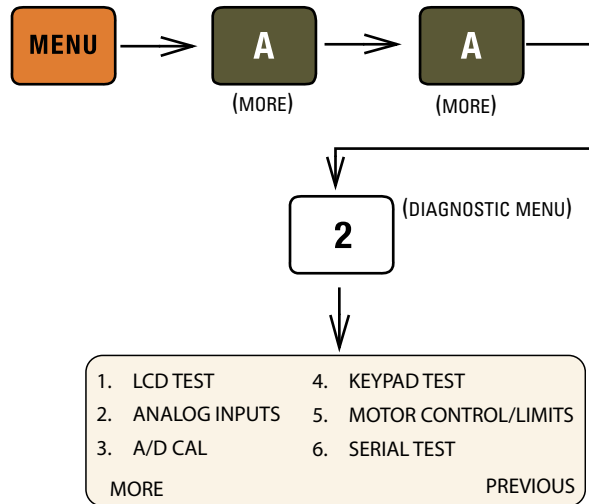 MENU A A
(MORE) (MORE)
2 (DIAGNOSTIC MENU)
1. LCD TEST 4. KEYPAD TEST
2. ANALOG INPUTS 5. MOTOR CONTROL/LIMITS
3. A/D CAL 6. SERIAL TEST
MORE PREVIOUS